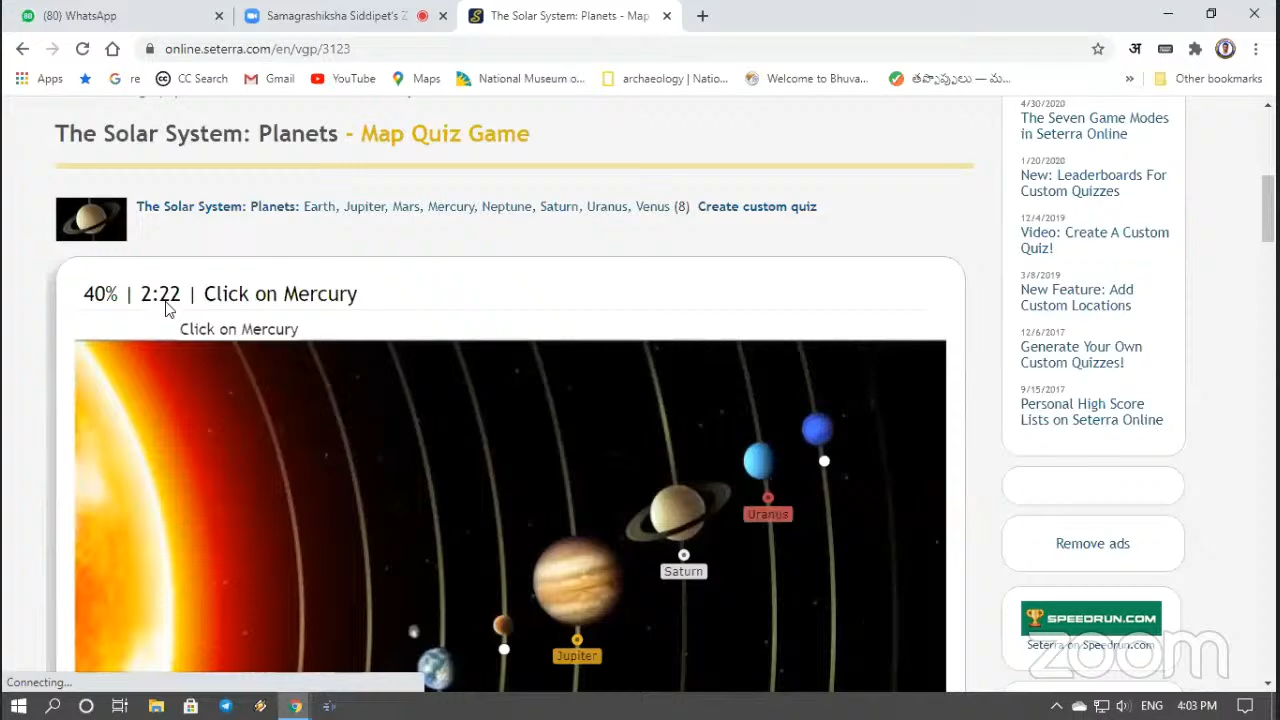 (80) WhatsApp
Samagrashiksha Siddipet's Z
The Solar System: Planets - Map
online.seterra.com/en/vgp/3123
अ
Apps
G re
CC Search
Gmail
YouTube
Maps
National Museum o...
archaeology | Natio...
Welcome to Bhuva...
తప్పొప్పులు — మ...
»
Other bookmarks
The Solar System: Planets - Map Quiz Game
The Solar System: Planets: Earth, Jupiter, Mars, Mercury, Neptune, Saturn, Uranus, Venus (8) Create custom quiz
40% | 2:22 | Click on Mercury
Click on Mercury
Uranus
Saturn
Jupiter
4/30/2020
The Seven Game Modes
in Seterra Online
1/20/2020
New: Leaderboards For
Custom Quizzes
12/4/2019
Video: Create A Custom
Quiz!
3/8/2019
New Feature: Add
Custom Locations
12/6/2017
Generate Your Own
Custom Quizzes!
9/15/2017
Personal High Score
Lists on Seterra Online
Remove ads
SPEEDRUN.COM
Seterra on Speedrun.com
zoom
Connecting...
ENG
4:03 PM